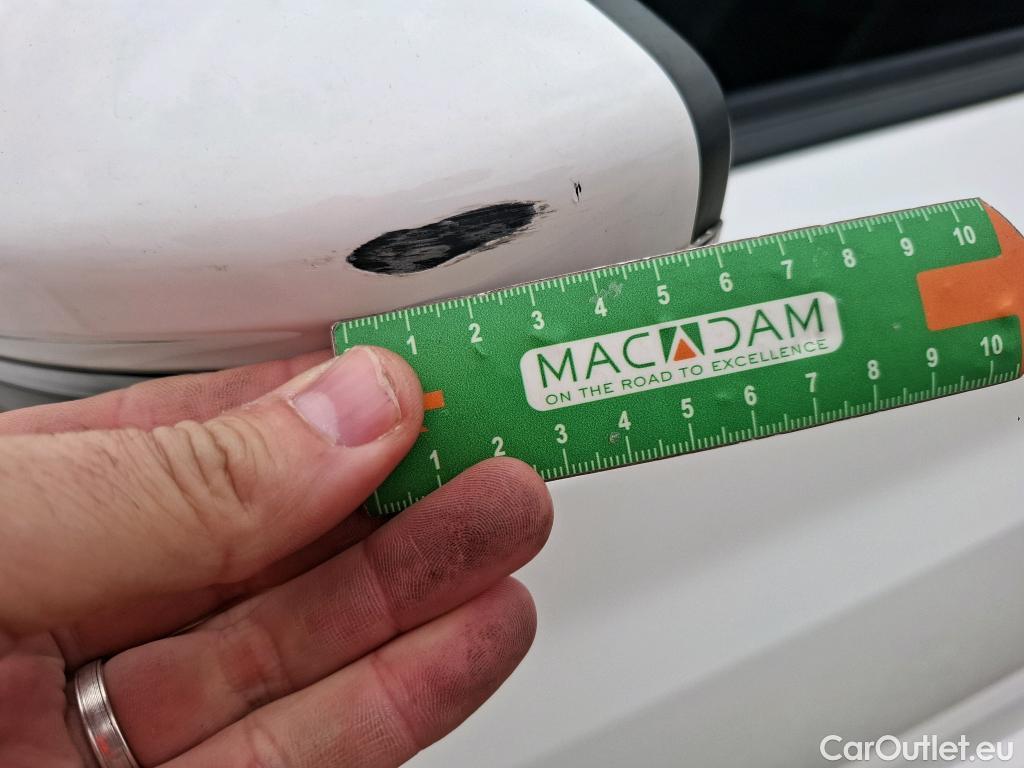 1 2 3 4 5 6 7 8 9 10
MACADAM
ON THE ROAD TO EXCELLENCE
1 2 3 4 5 6 7 8 9 10
CarOutlet.eu